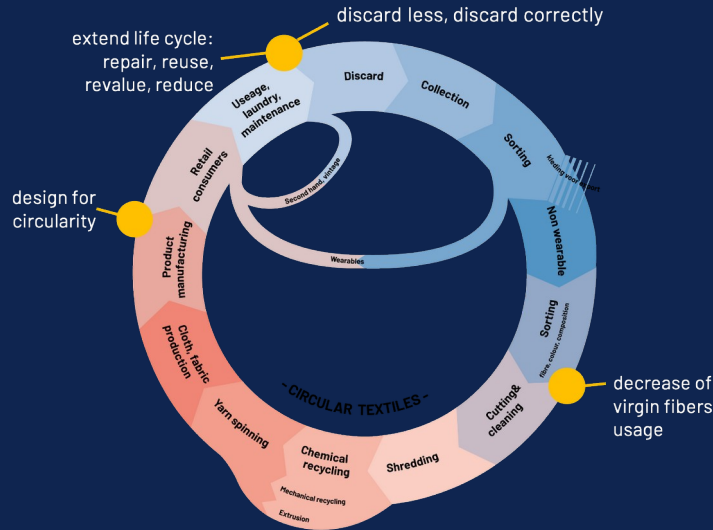 discard less, discard correctly
extend life cycle:
repair, reuse,
revalue, reduce
Useage,
laundry,
maintenance
Discard
Collection
Sorting
kleding voor
Non wearable
Sorting
fibre, colour, composition
decrease of
virgin fibers
usage
Cutting&
cleaning
Shredding
Chemical
recycling
Mechanical recycling
Extrusion
Yarn spinning
Cloth, fabric
production
Product
manufacturing
design for
circularity
Retail
consumers
Second hand, vintage
Wearables
- CIRCULAR TEXTILES -